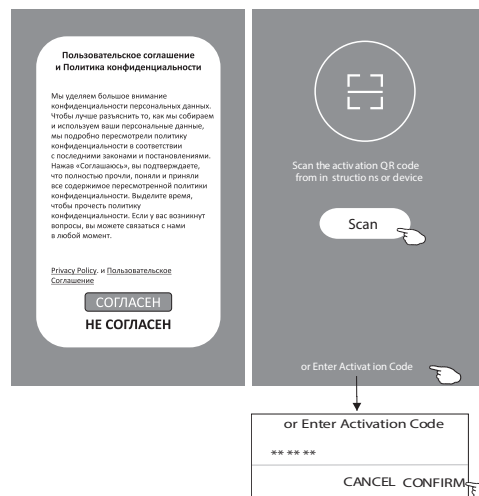 Пользовательское соглашение
и Политика конфиденциальности
Мы уделяем большое внимание
конфиденциальности персональных данных.
Чтобы лучше разъяснить то, как мы собираем
и используем ваши персональные данные,
мы подробно пересмотрели политику
конфиденциальности в соответствии
с последними законами и постановлениями.
Нажав «Соглашаюсь», вы подтверждаете,
что полностью прочли, поняли и приняли
все содержимое пересмотренной политики
конфиденциальности. Выделите время,
чтобы прочесть политику
конфиденциальности. Если у вас возникнут
вопросы, вы можете связаться с нами
в любой момент.
Privacy Policy. и Пользовательское
Соглашение
СОГЛАСЕН
НЕ СОГЛАСЕН
Scan the activ ation QR code
from in structio ns or device
Scan
or Enter Activat ion Code
or Enter Activation Code
** ** **
CANCEL CONFIRM